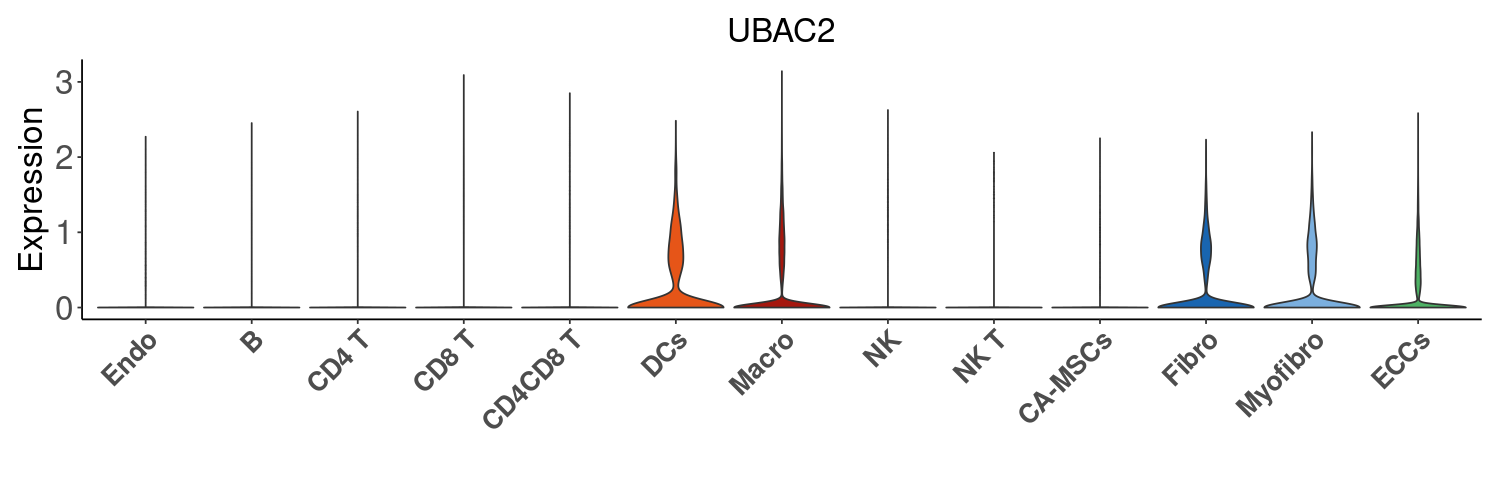 UBAC2
Expression
3
2
1
0
Endo
B
CD4 T
CD8 T
CD4CD8 T
DCs
Macro
NK
NK T
CA-MSCs
Fibro
Myofibro
ECCs